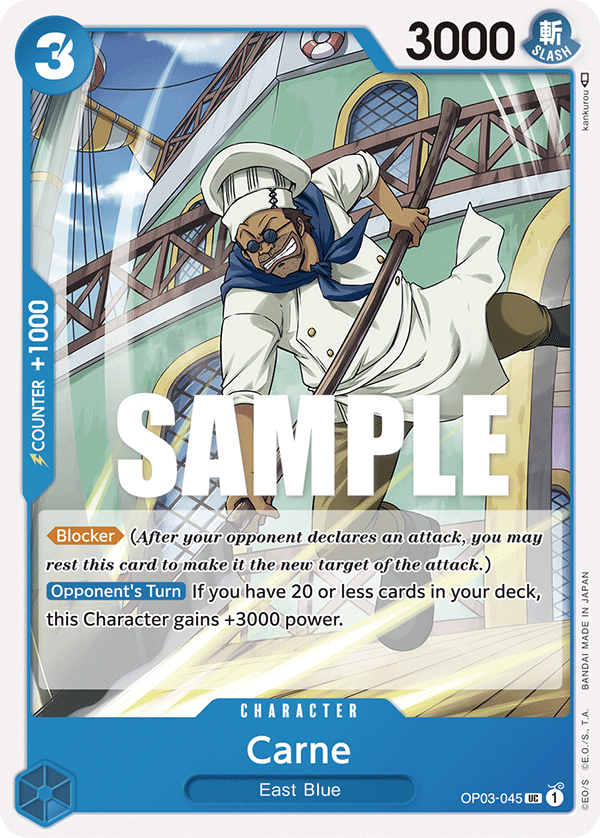 3
3000
斬
SLASH
kankurou
COUNTER +1000
SAMPLE
Blocker (After your opponent declares an attack, you may
rest this card to make it the new target of the attack.)
Opponent's Turn If you have 20 or less cards in your deck,
this Character gains +3000 power.
CHARACTER
Carne
East Blue
OP03-045 UC 1
©EO/S ©E.O./S., T.A. BANDAI MADE IN JAPAN